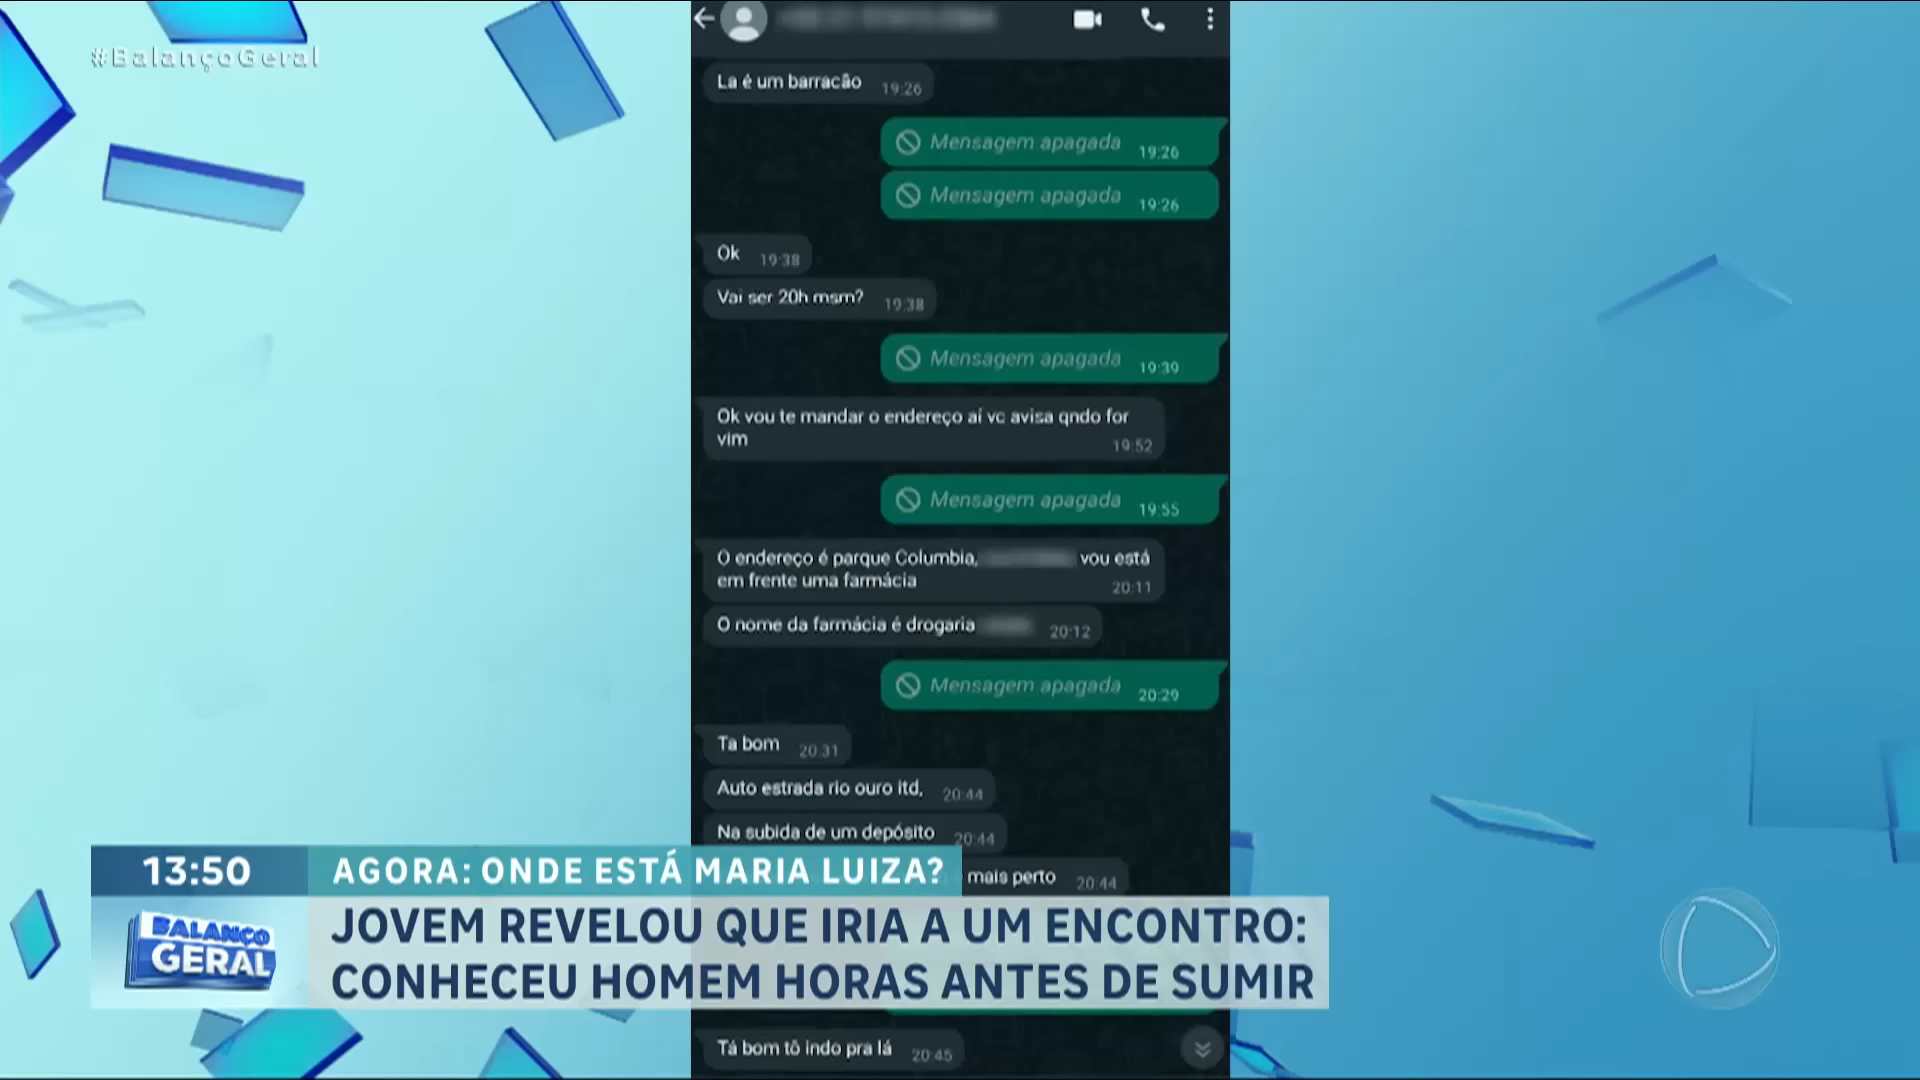 #BalançoGeral
La é um barracão 19:26
Mensagem apagada 19:26
Mensagem apagada 19:26
Ok 19:38
Vai ser 20h msm? 19:38
Mensagem apagada 19:39
Ok vou te mandar o endereço aí vc avisa qndo for
vim 19:52
Mensagem apagada 19:55
O endereço é parque Columbia, vou está
em frente uma farmácia 20:11
O nome da farmácia é drogaria 20:12
Mensagem apagada 20:29
Ta bom 20:31
Auto estrada rio ouro ltd, 20:44
Na subida de um depósito 20:44
mais perto 20:44
13:50 AGORA: ONDE ESTÁ MARIA LUIZA?
BALANÇO
GERAL
JOVEM REVELOU QUE IRIA A UM ENCONTRO:
CONHECEU HOMEM HORAS ANTES DE SUMIR
Tá bom tô indo pra lá 20:45